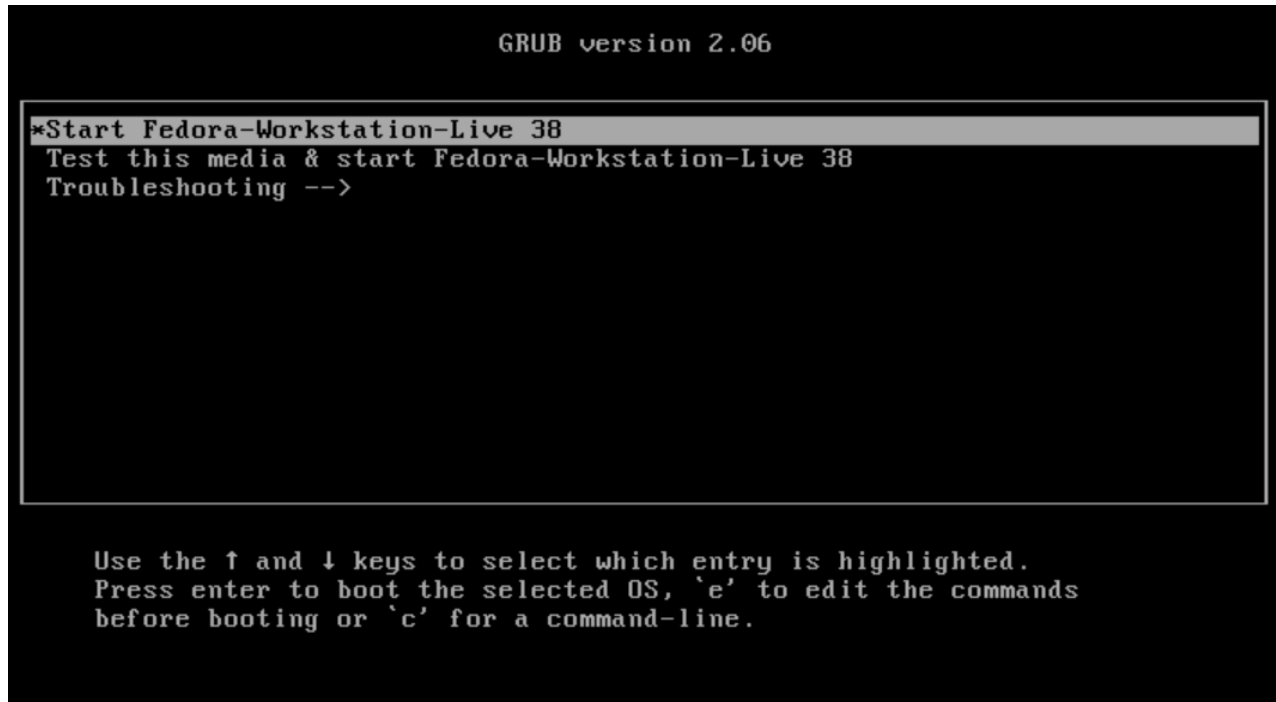 GRUB version 2.06
*Start Fedora-Workstation-Live 38
Test this media & start Fedora-Workstation-Live 38
Troubleshooting -->
Use the ↑ and ↓ keys to select which entry is highlighted.
Press enter to boot the selected OS, `e' to edit the commands
before booting or `c' for a command-line.